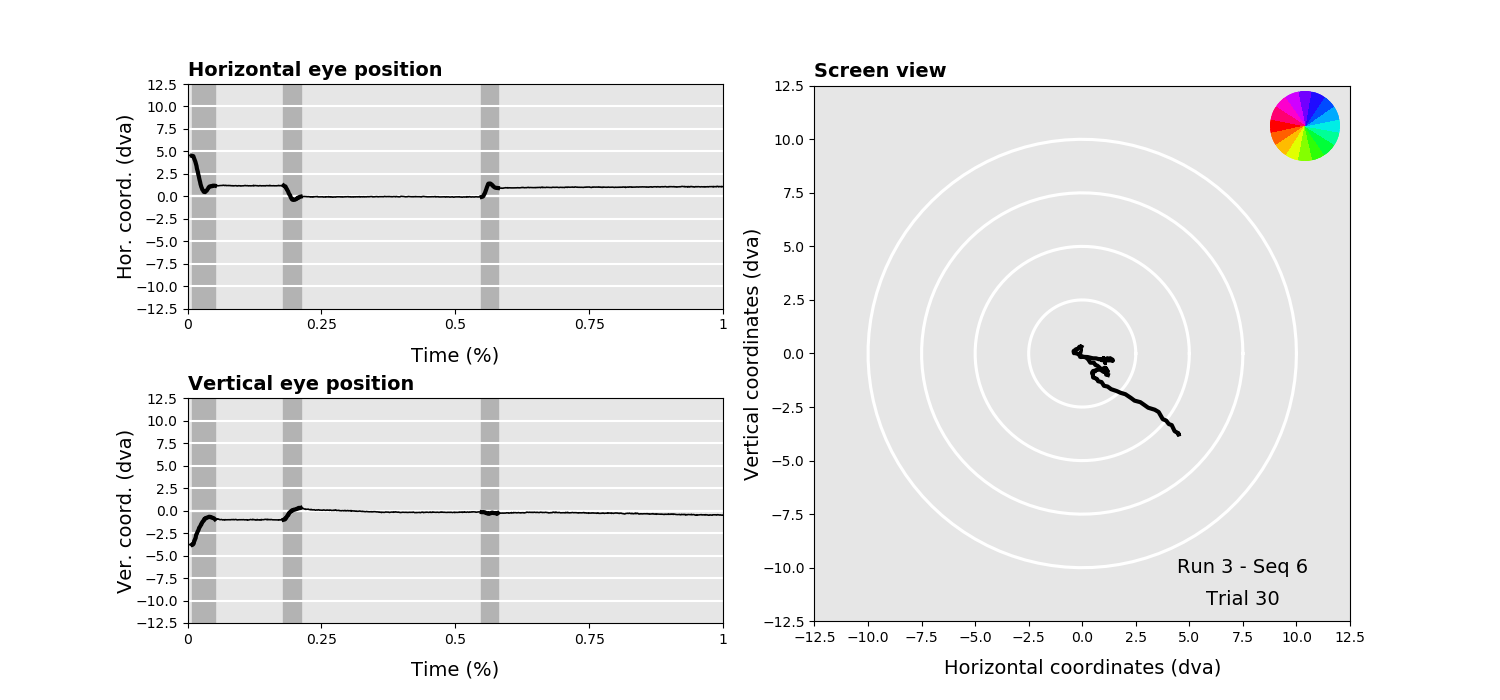 Horizontal eye position
12.5
10.0
7.5
5.0
2.5
0.0
−2.5
−5.0
−7.5
−10.0
−12.5
Hor. coord. (dva)
0 0.25 0.5 0.75 1
Time (%)
Vertical eye position
12.5
10.0
7.5
5.0
2.5
0.0
−2.5
−5.0
−7.5
−10.0
−12.5
Ver. coord. (dva)
0 0.25 0.5 0.75 1
Time (%)
Screen view
12.5
10.0
7.5
5.0
2.5
0.0
−2.5
−5.0
−7.5
−10.0
−12.5
Vertical coordinates (dva)
Run 3 - Seq 6
Trial 30
−12.5 −10.0 −7.5 −5.0 −2.5 0.0 2.5 5.0 7.5 10.0 12.5
Horizontal coordinates (dva)